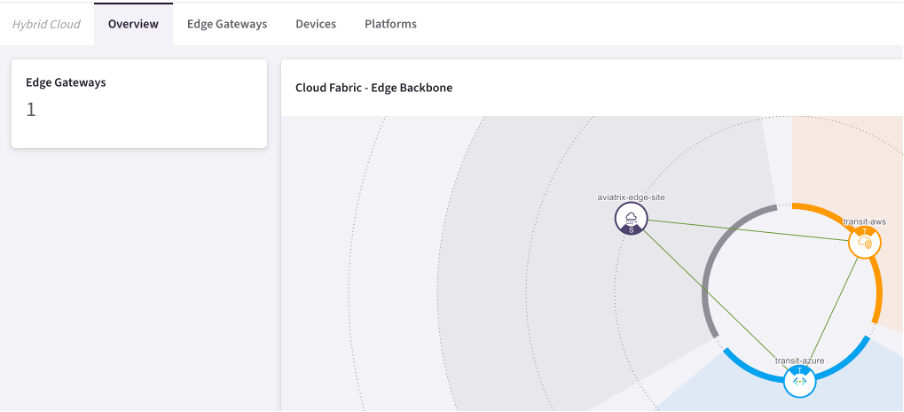 Hybrid Cloud Overview Edge Gateways Devices Platforms
Edge Gateways
1
Cloud Fabric - Edge Backbone
aviatrix-edge-site
S
transit-aws
T
transit-azure
T